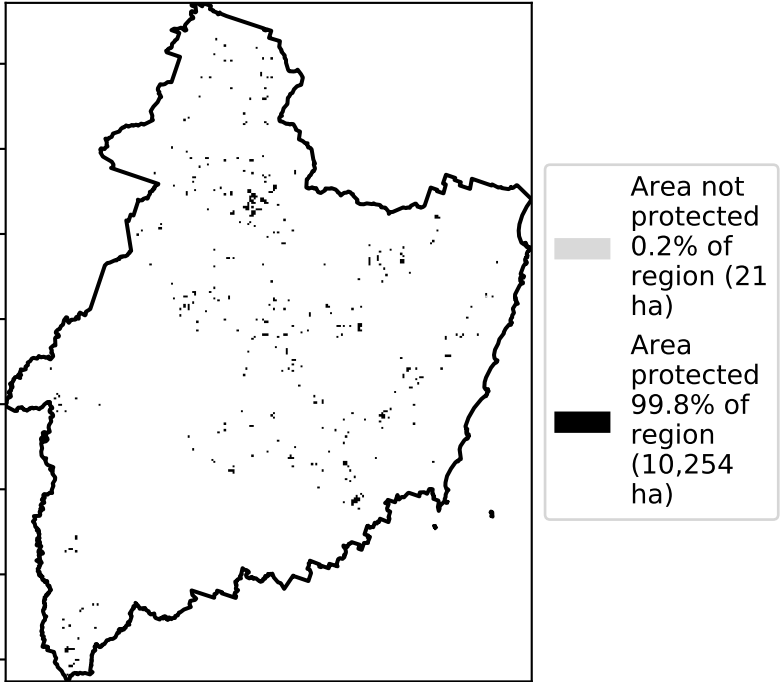 Area not
protected
0.2% of
region (21
ha)
Area
protected
99.8% of
region
(10,254
ha)